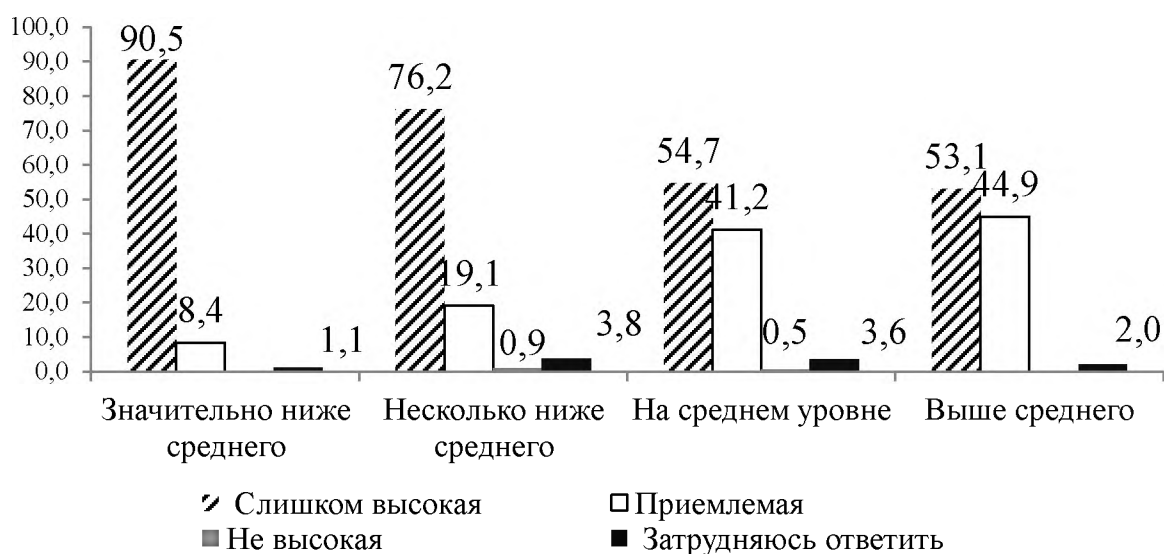 100,0
90,0
80,0
70,0
60,0
50,0
40,0
30,0
20,0
10,0
0,0
90,5
8,4
1,1
76,2
19,1
0,9
3,8
54,7
41,2
0,5
3,6
53,1
44,9
2,0
Значительно ниже
среднего
Несколько ниже
среднего
На среднем уровне
Выше среднего
Слишком высокая
Приемлемая
Не высокая
Затрудняюсь ответить